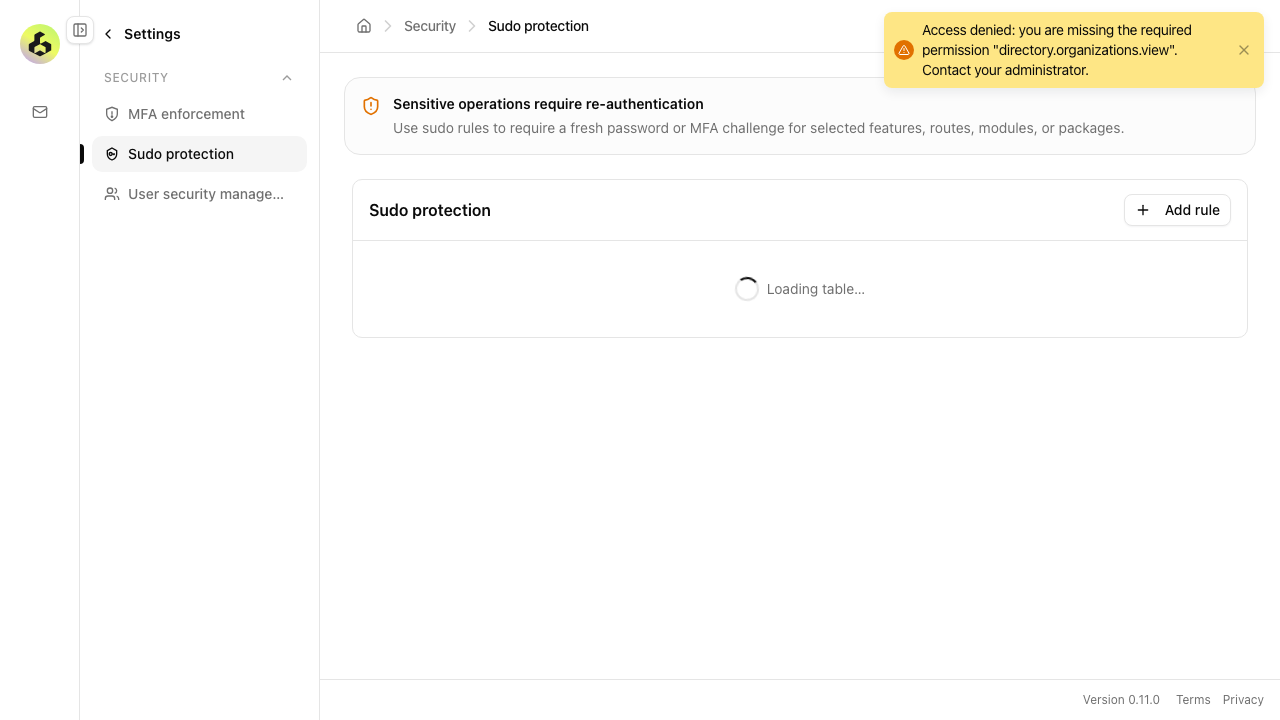 Settings
SECURITY
MFA enforcement
Sudo protection
User security manage...
Security
Sudo protection
Access denied: you are missing the required
permission "directory.organizations.view".
Contact your administrator.
Sensitive operations require re-authentication
Use sudo rules to require a fresh password or MFA challenge for selected features, routes, modules, or packages.
Sudo protection
Add rule
Loading table...
Version 0.11.0
Terms
Privacy